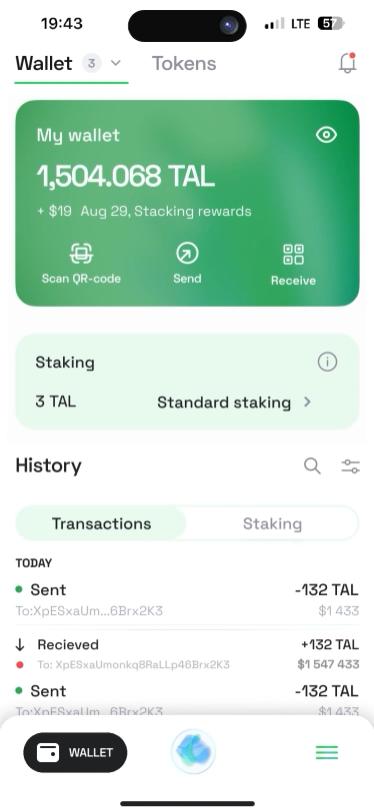 19:43 LTE 57
Wallet 3 Tokens
My wallet
1,504.068 TAL
+ $19 Aug 29, Stacking rewards
Scan QR-code Send Receive
Staking
3 TAL Standard staking
History
Transactions Staking
TODAY
Sent -132 TAL
To:XpESxaUm...6Brx2K3 $1 433
Recieved +132 TAL
To: XpESxaUmonkq8RaLLp46Brx2K3 $1 547 433
Sent -132 TAL
To:XpESxaUm...6Brx2K3 $1 433
WALLET